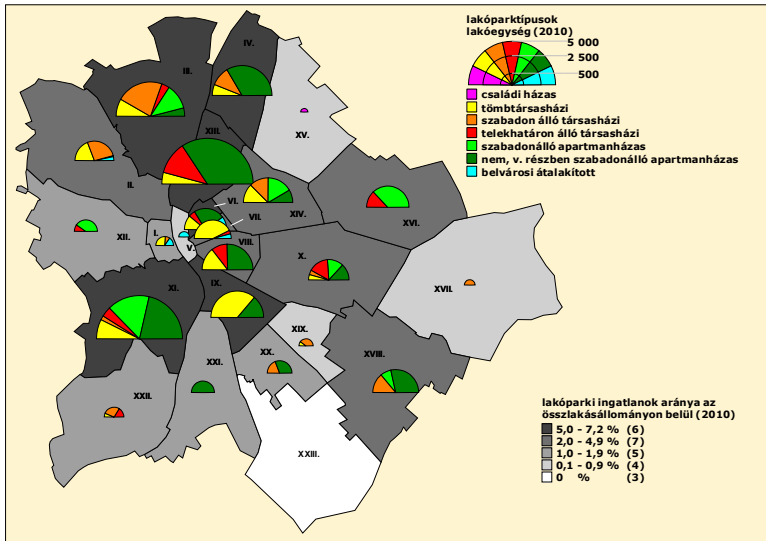 lakóparktípusok
lakóegység (2010)
5 000
2 500
500
családi házas
tömbtársasházi
szabadon álló társasházi
telekhatáron álló társasházi
szabadonálló apartmanházas
nem, v. részben szabadonálló apartmanházas
belvárosi átalakított
IV.
III.
XIII.
XV.
II.
VI.
XIV.
XVI.
VII.
XII.
I.
V.
VIII.
X.
XVII.
XI.
IX.
XIX.
XVIII.
XX.
XXI.
XXII.
XXIII.
lakóparki ingatlanok aránya az
összlakásállományon belül (2010)
5,0 - 7,2 % (6)
2,0 - 4,9 % (7)
1,0 - 1,9 % (5)
0,1 - 0,9 % (4)
0 % (3)